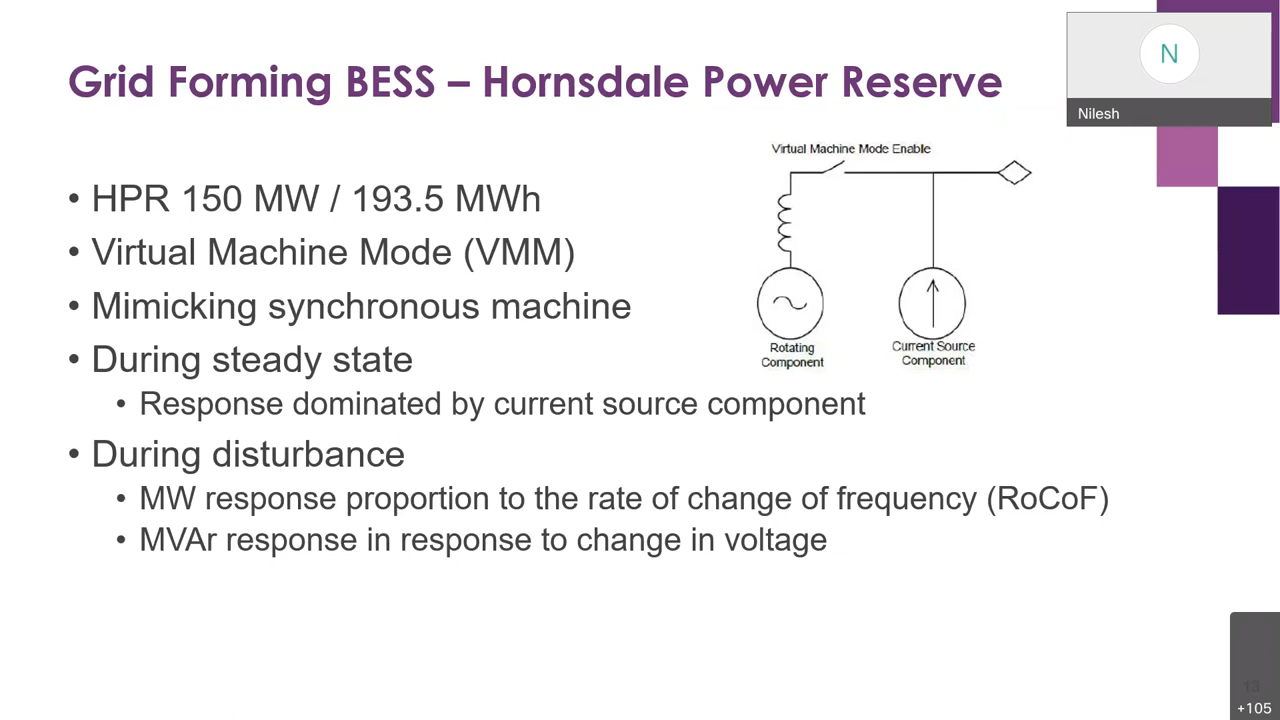 Grid Forming BESS – Hornsdale Power Reserve
N
Nilesh
Virtual Machine Mode Enable
• HPR 150 MW / 193.5 MWh
• Virtual Machine Mode (VMM)
• Mimicking synchronous machine
Rotating
Component
Current Source
Component
• During steady state
• Response dominated by current source component
• During disturbance
• MW response proportion to the rate of change of frequency (RoCoF)
• MVAr response in response to change in voltage
13
+105